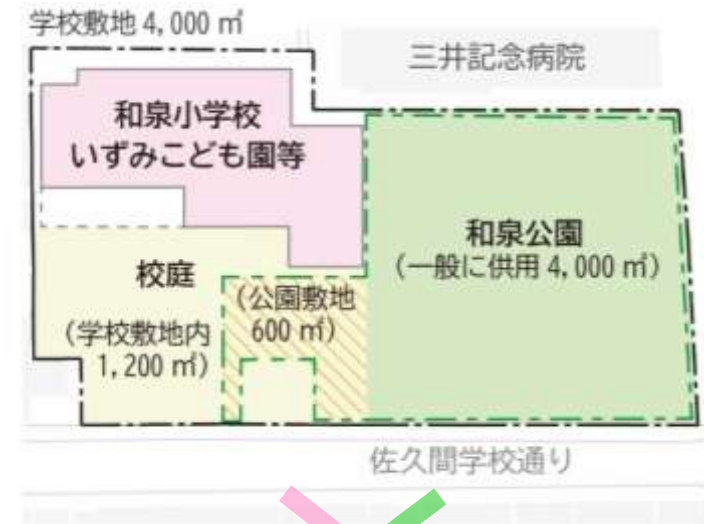 学校敷地 4,000 ㎡
三井記念病院
和泉小学校
いずみこども園等
和泉公園
(一般に供用 4,000 ㎡)
校庭
(学校敷地内
1,200 ㎡)
(公園敷地
600 ㎡)
佐久間学校通り